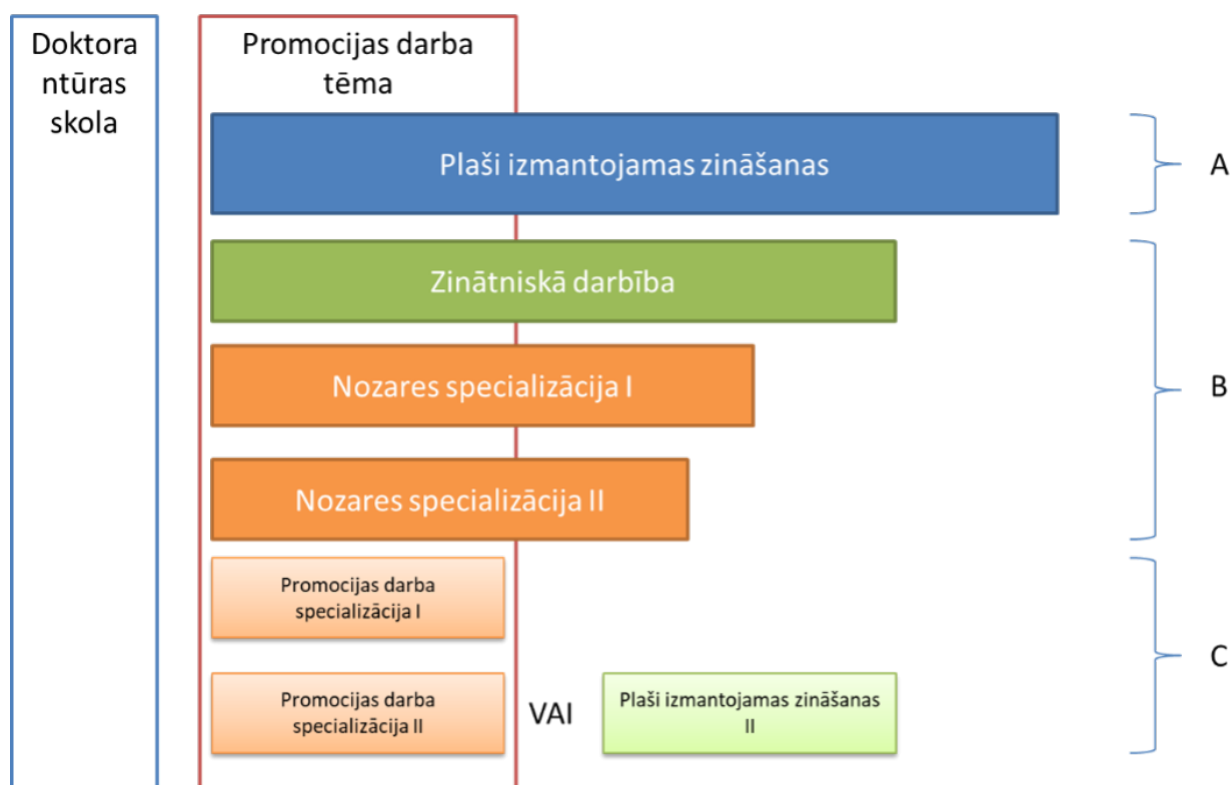 Doktora
ntūras
skola
Promocijas darba
tēma
Plaši izmantojamas zināšanas
A
Zinātniskā darbība
Nozares specializācija I
B
Nozares specializācija II
Promocijas darba
specializācija I
C
Promocijas darba
specializācija II
VAI
Plaši izmantojamas zināšanas
II